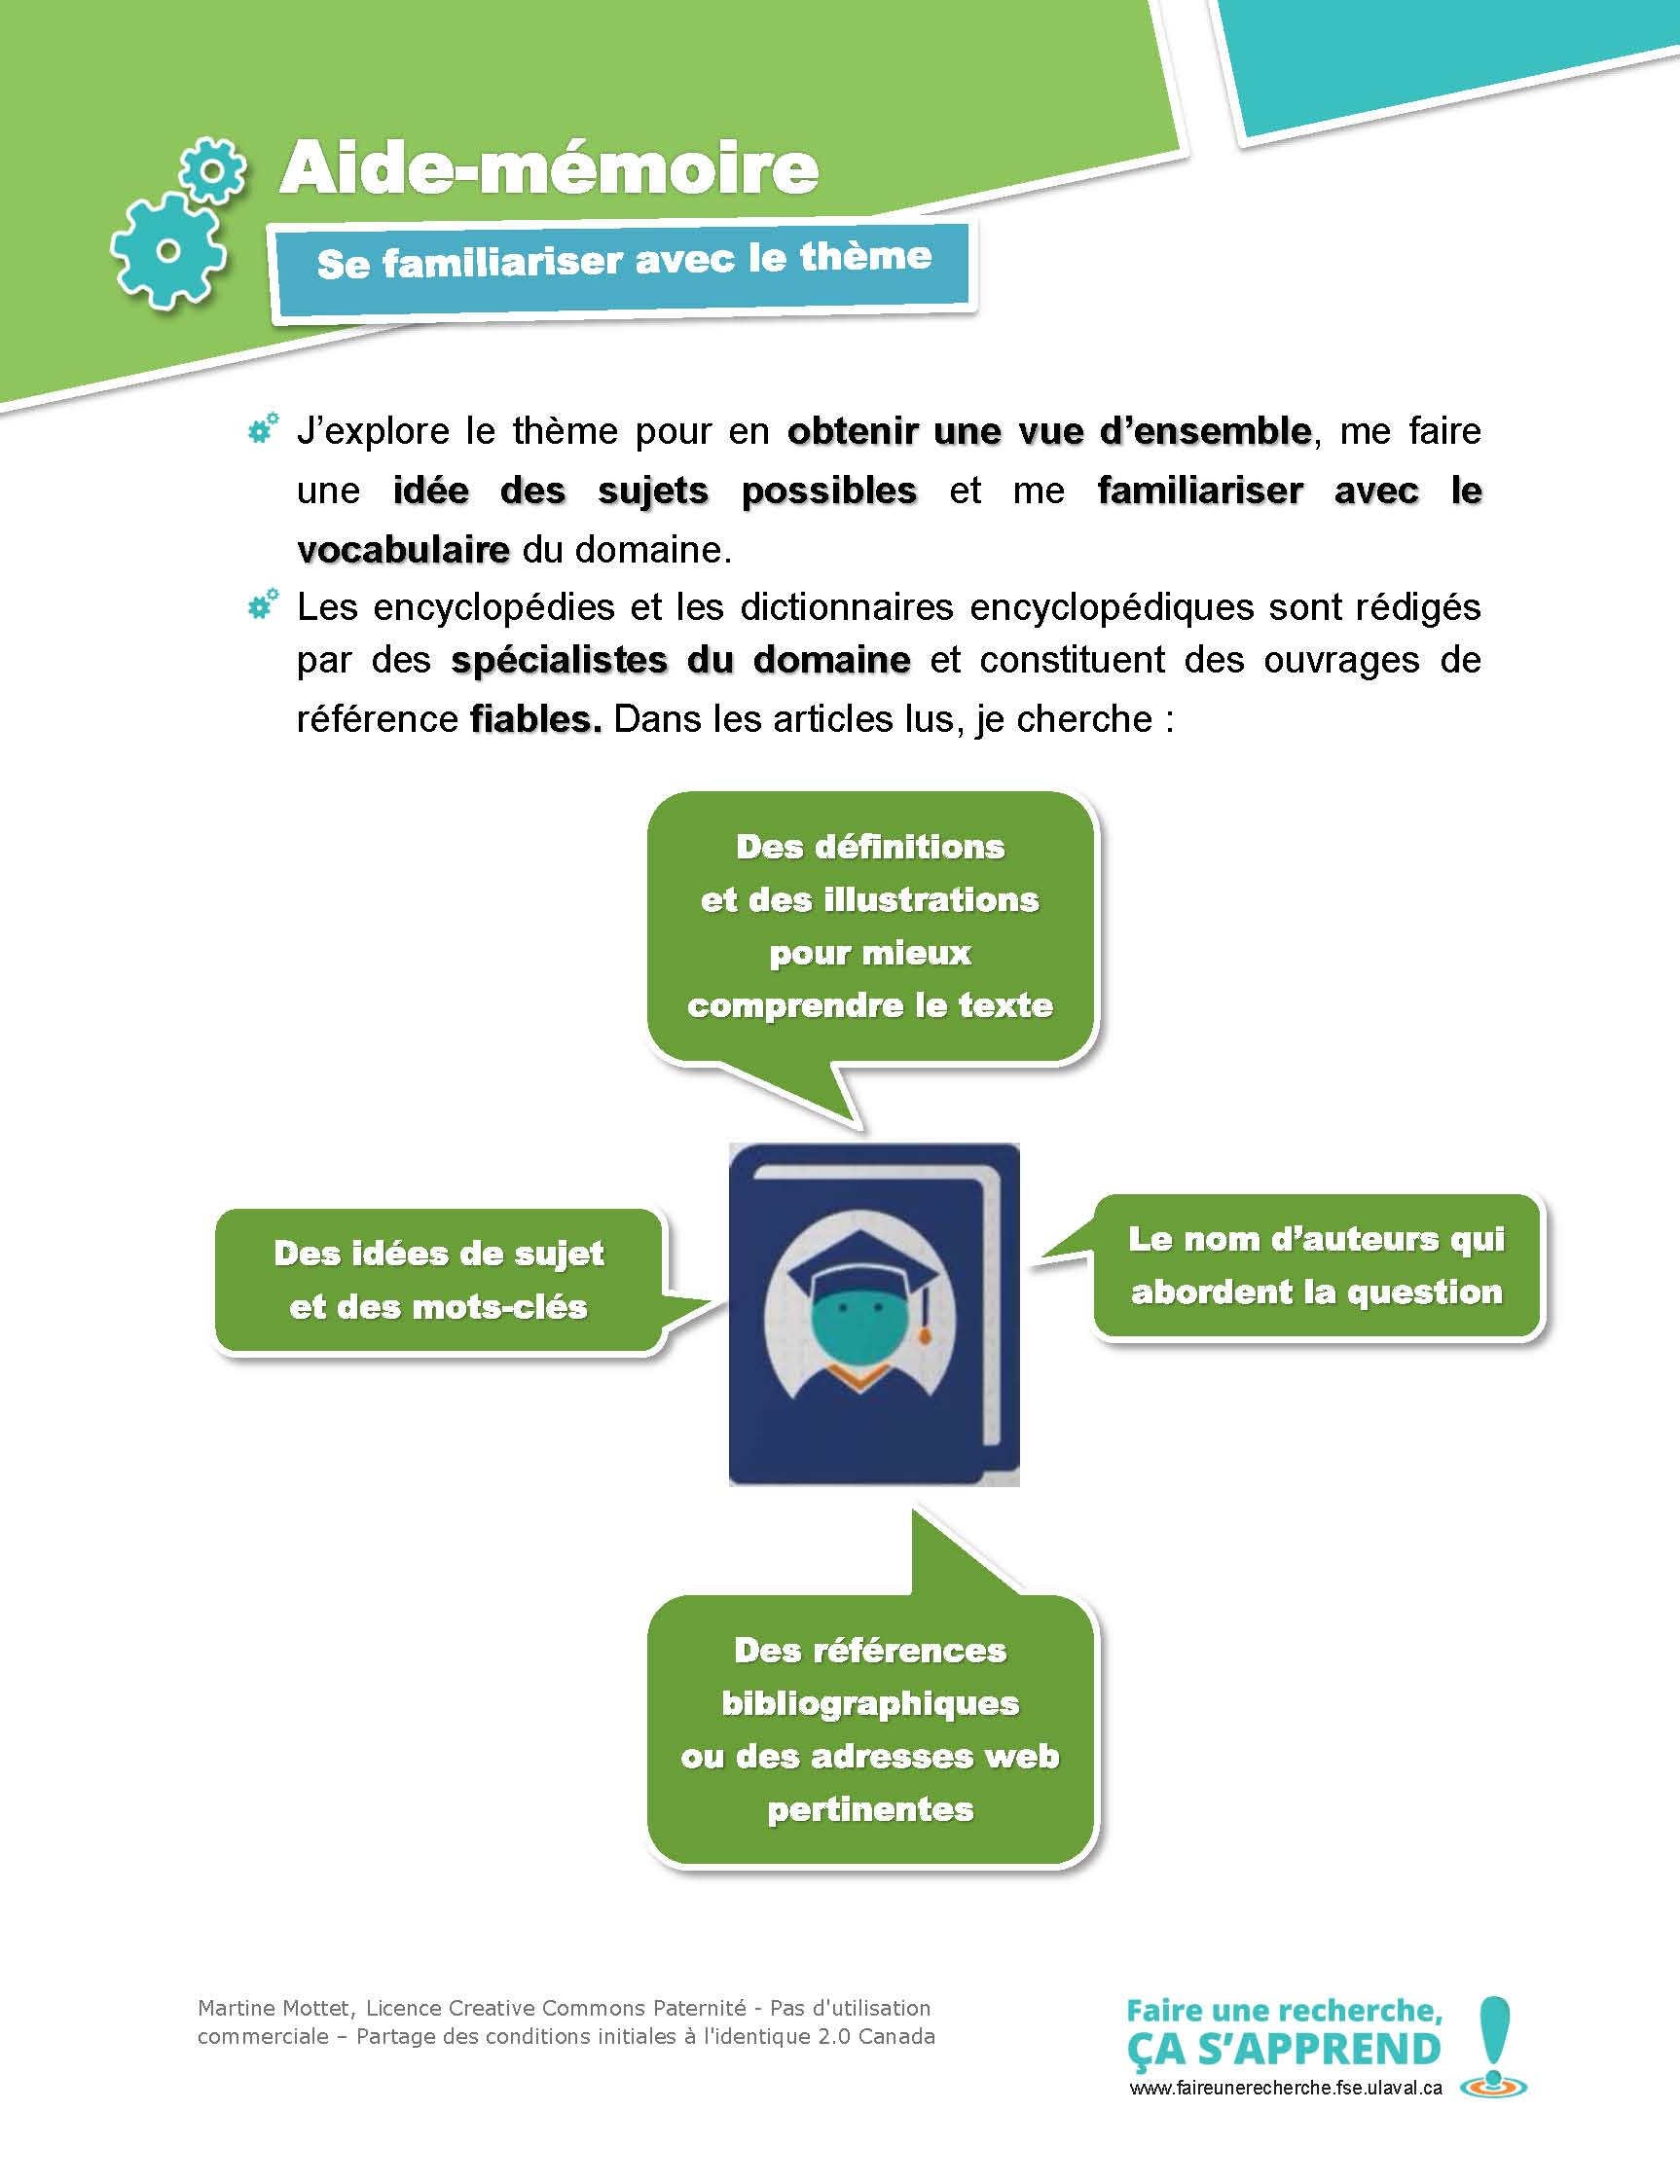 Aide-mémoire
Se familiariser avec le thème
J’explore le thème pour en obtenir une vue d’ensemble, me faire
une idée des sujets possibles et me familiariser avec le
vocabulaire du domaine.
Les encyclopédies et les dictionnaires encyclopédiques sont rédigés
par des spécialistes du domaine et constituent des ouvrages de
référence fiables. Dans les articles lus, je cherche :
Des définitions
et des illustrations
pour mieux
comprendre le texte
Des idées de sujet
et des mots-clés
Le nom d’auteurs qui
abordent la question
Des références
bibliographiques
ou des adresses web
pertinentes
Martine Mottet, Licence Creative Commons Paternité - Pas d'utilisation
commerciale – Partage des conditions initiales à l'identique 2.0 Canada
Faire une recherche,
ÇA S’APPREND
www.faireunerecherche.fse.ulaval.ca